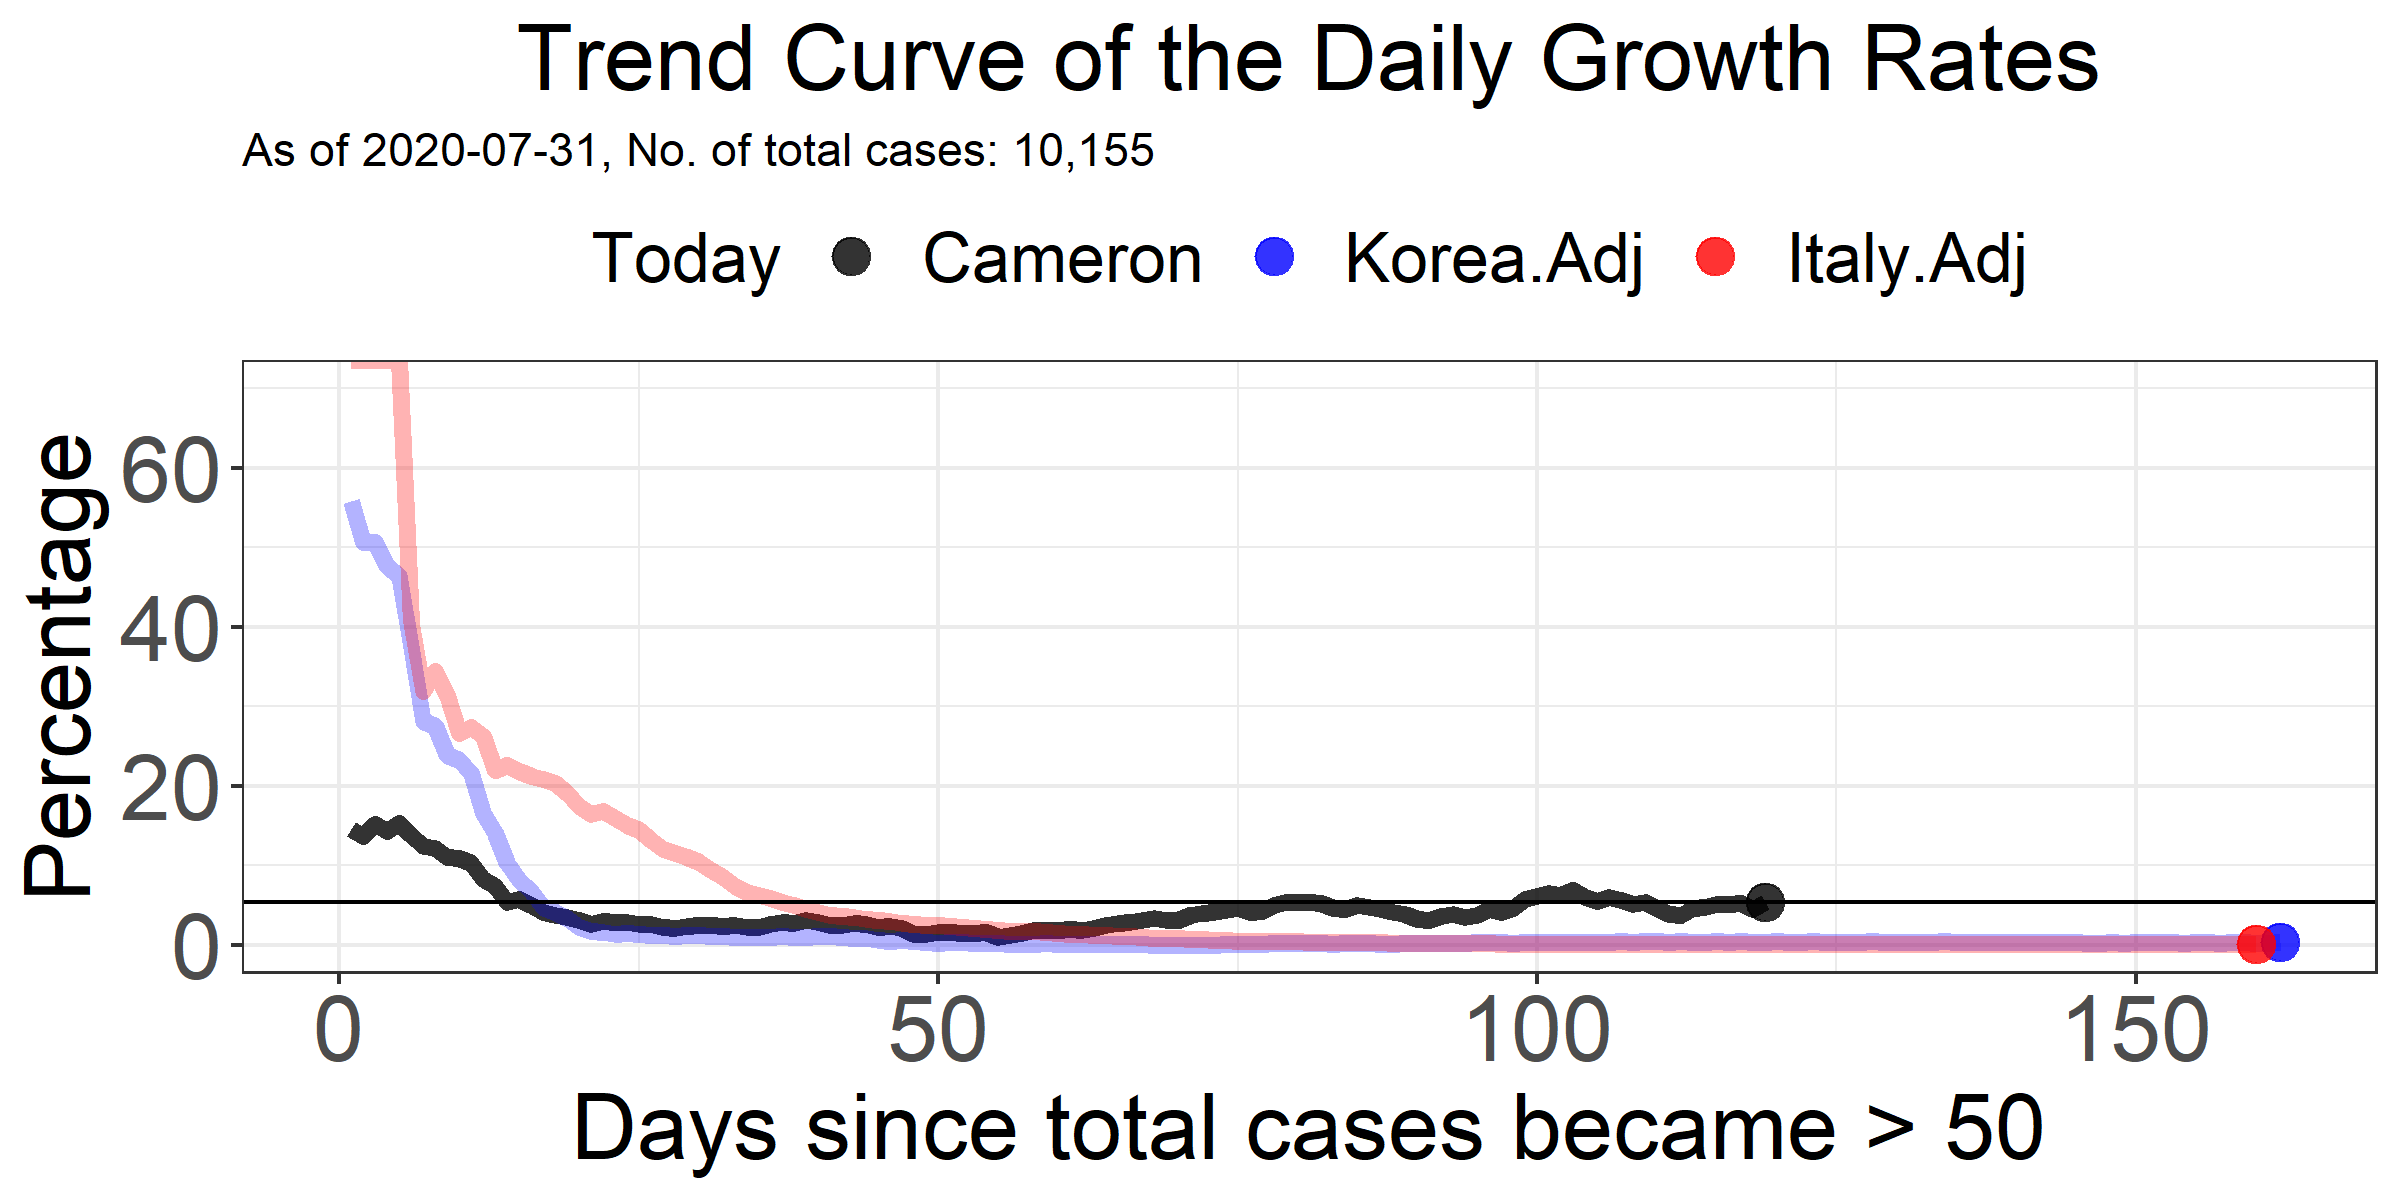 Trend Curve of the Daily Growth Rates
As of 2020-07-31, No. of total cases: 10,155
Today Cameron Korea.Adj Italy.Adj
Percentage
60
40
20
0
0 50 100 150
Days since total cases became > 50